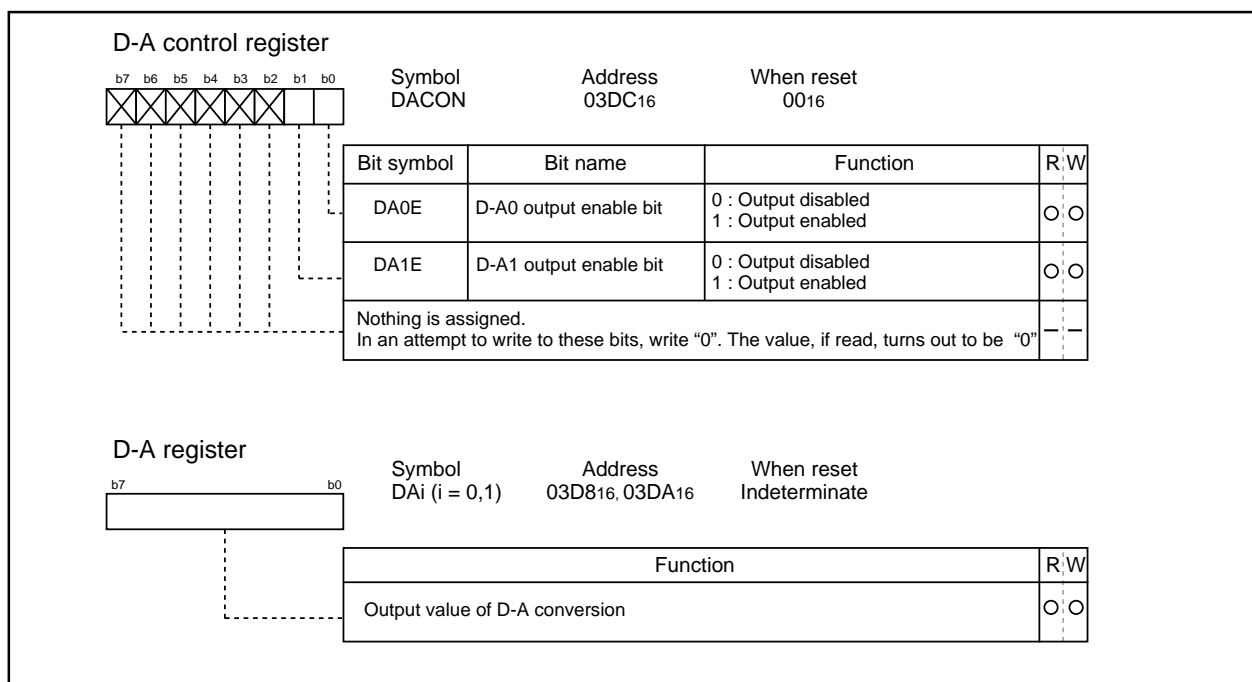 D-A control register
b7 b6 b5 b4 b3 b2 b1 b0
Symbol Address When reset
DACON 03DC16 0016
Bit symbol Bit name Function R W
DA0E D-A0 output enable bit 0 : Output disabled
1 : Output enabled
DA1E D-A1 output enable bit 0 : Output disabled
1 : Output enabled
Nothing is assigned.
In an attempt to write to these bits, write “0”. The value, if read, turns out to be “0”
D-A register
b7 b0
Symbol Address When reset
DAi (i = 0,1) 03D816, 03DA16 Indeterminate
Function R W
Output value of D-A conversion